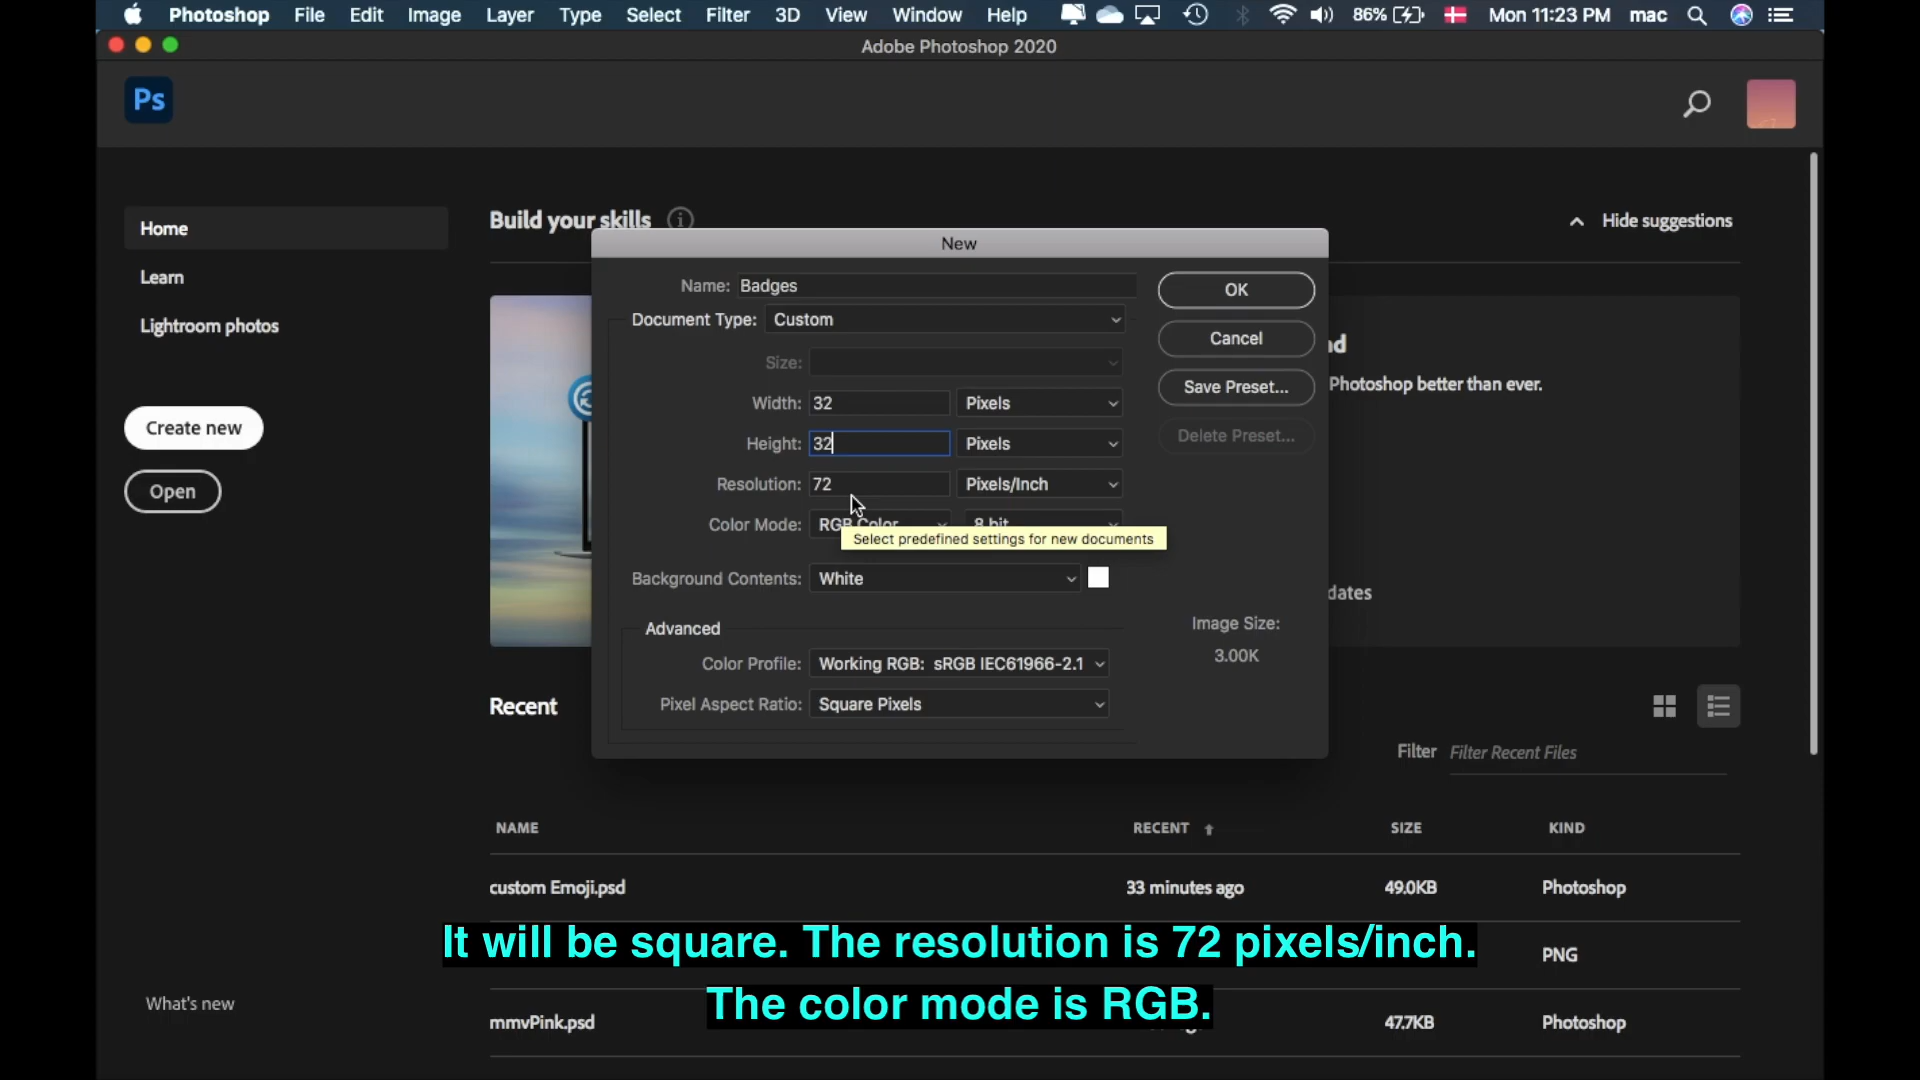 Photoshop File Edit Image Layer Type Select Filter 3D View Window Help 86% Mon 11:23 PM mac
Adobe Photoshop 2020
Ps
Home
Learn
Lightroom photos
Create new
Open
What's new
Build your skills
Hide suggestions
New
Name: Badges
Document Type: Custom
Size:
Width: 32 Pixels
Height: 32 Pixels
Resolution: 72 Pixels/Inch
Color Mode: RGB Color 8 bit
Select predefined settings for new documents
Background Contents: White
Advanced
Color Profile: Working RGB: sRGB IEC61966-2.1
Pixel Aspect Ratio: Square Pixels
OK
Cancel
Save Preset...
Delete Preset...
Image Size:
3.00K
Photoshop better than ever.
Recent
Filter Filter Recent Files
NAME RECENT SIZE KIND
custom Emoji.psd 33 minutes ago 49.0KB Photoshop
PNG
mmvPink.psd 47.7KB Photoshop
It will be square. The resolution is 72 pixels/inch.
The color mode is RGB.